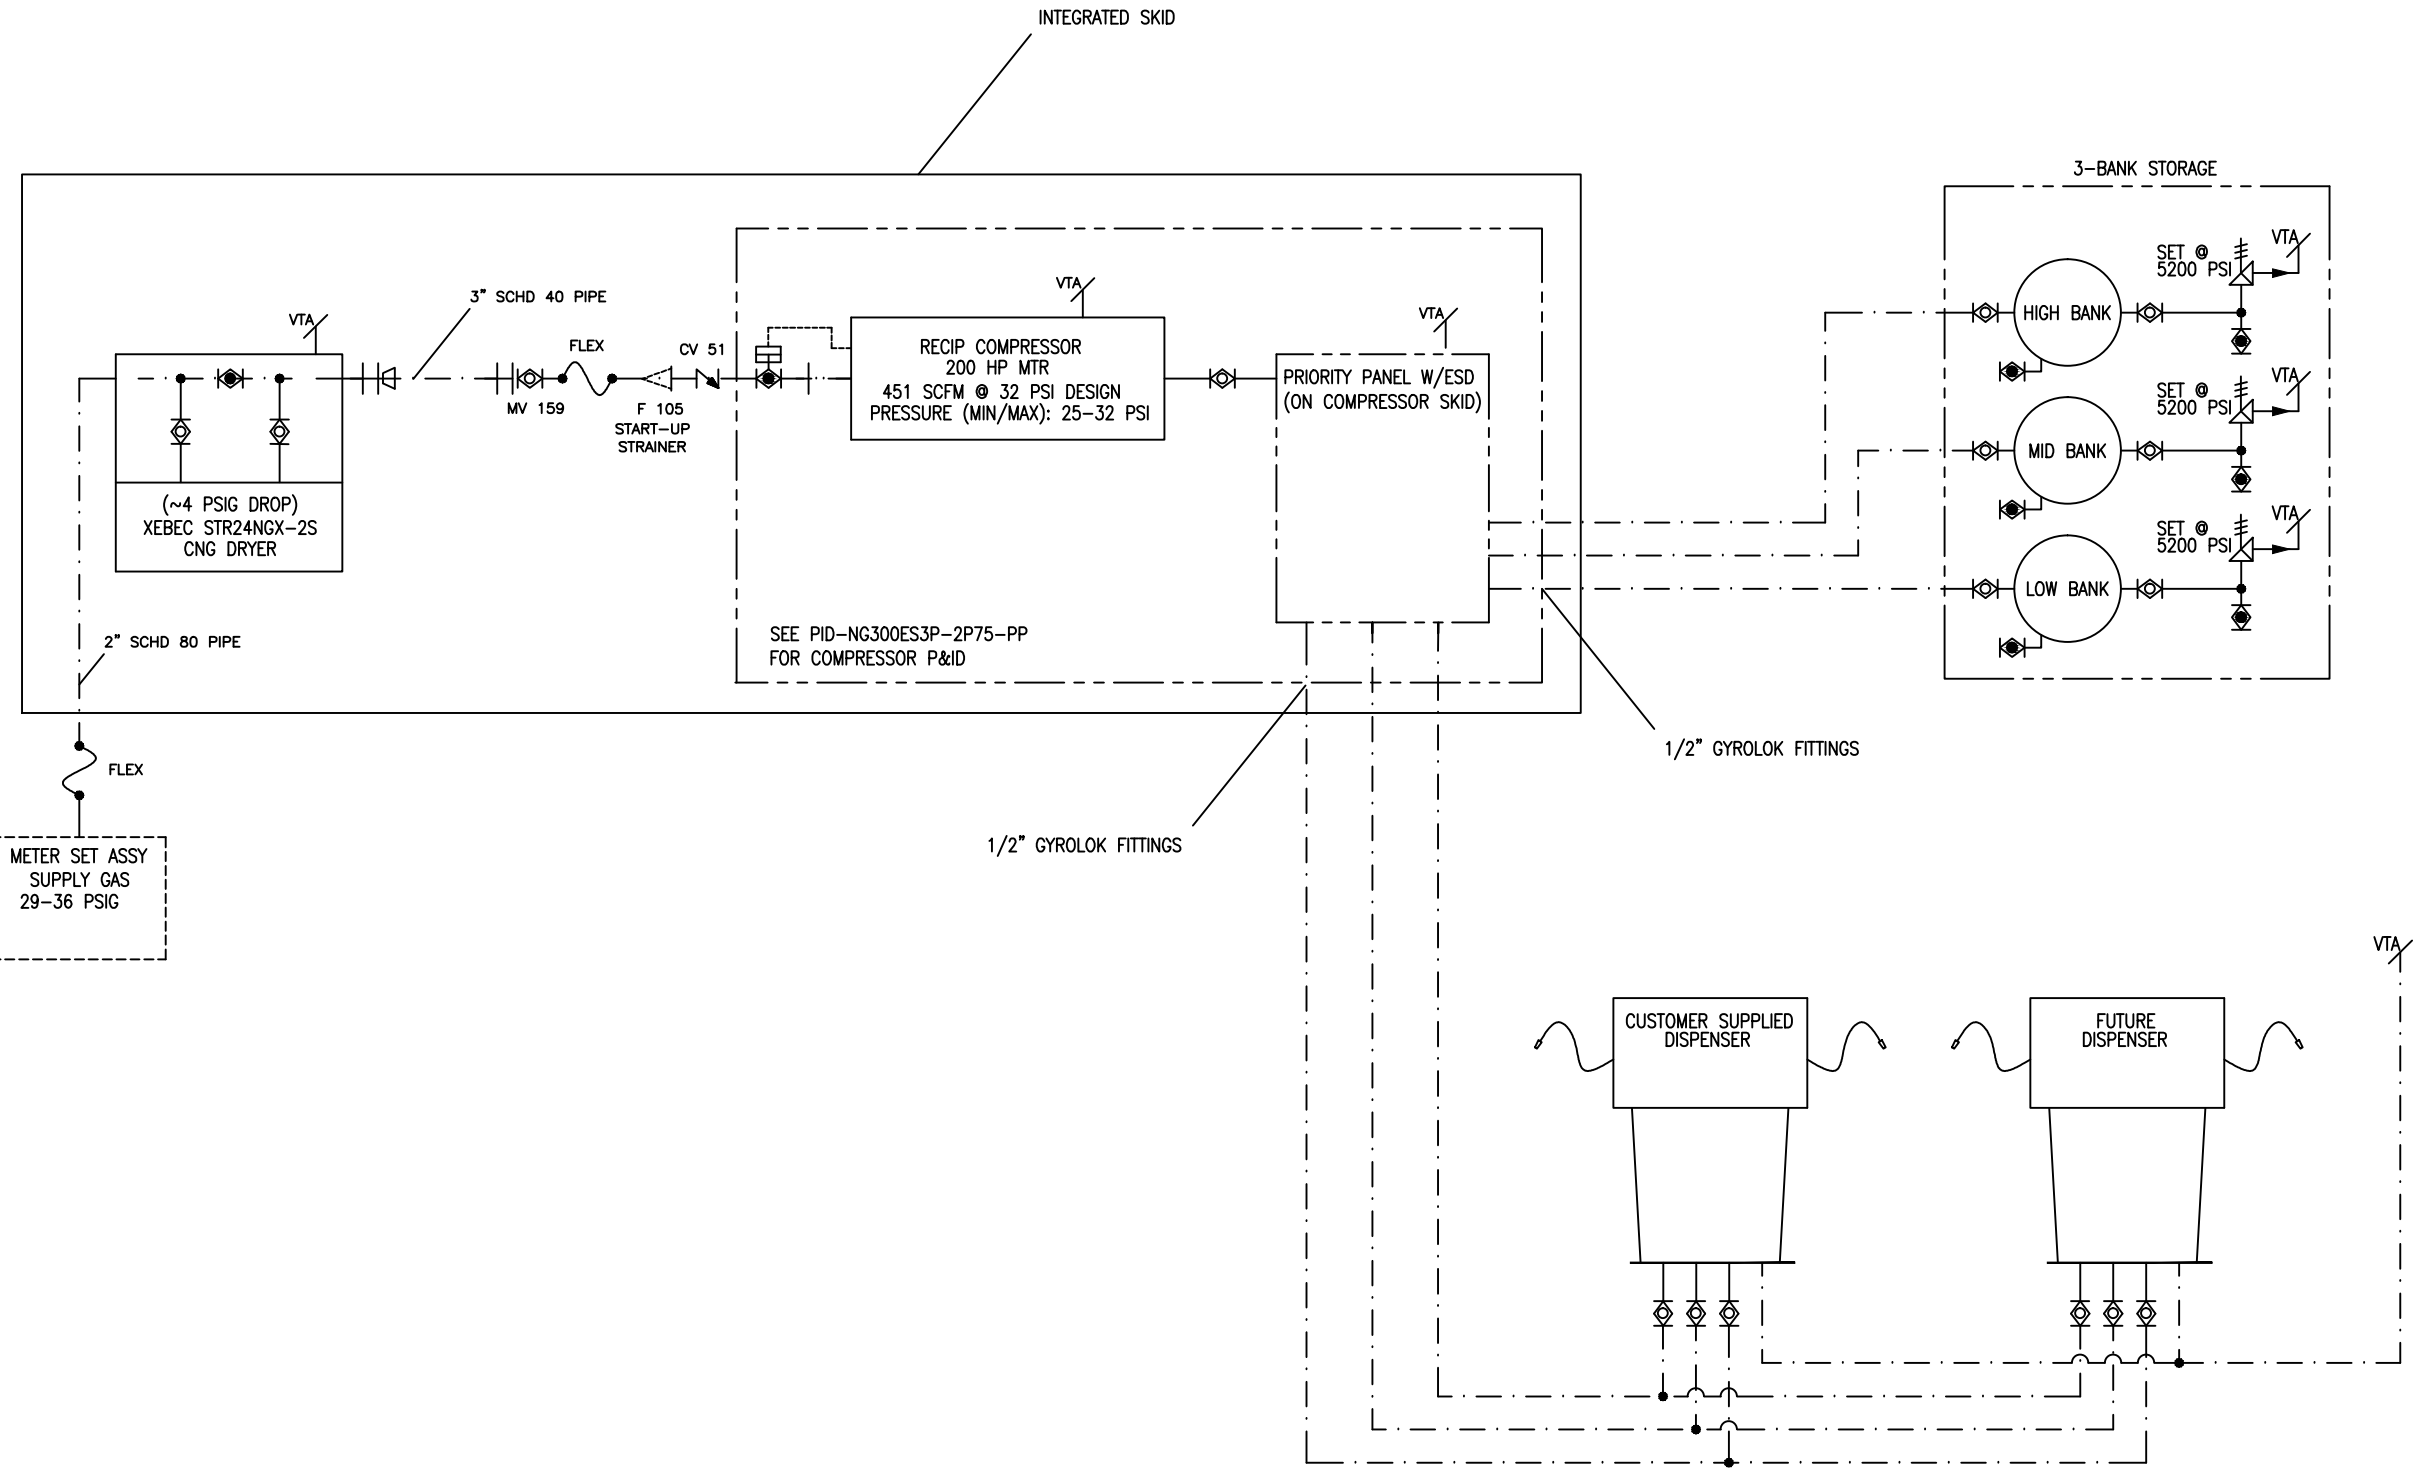 INTEGRATED SKID
3-BANK STORAGE
SET @
5200 PSI
VTA
HIGH BANK
SET @
5200 PSI
VTA
MID BANK
SET @
5200 PSI
VTA
LOW BANK
3" SCHD 40 PIPE
VTA
FLEX
CV 51
MV 159
F 105
START-UP
STRAINER
VTA
RECIP COMPRESSOR
200 HP MTR
451 SCFM @ 32 PSI DESIGN
PRESSURE (MIN/MAX): 25-32 PSI
VTA
PRIORITY PANEL W/ESD
(ON COMPRESSOR SKID)
(~4 PSIG DROP)
XEBEC STR24NGX-2S
CNG DRYER
2" SCHD 80 PIPE
SEE PID-NG300ES3P-2P75-PP
FOR COMPRESSOR P&ID
1/2" GYROLOK FITTINGS
FLEX
1/2" GYROLOK FITTINGS
METER SET ASSY
SUPPLY GAS
29-36 PSIG
VTA
CUSTOMER SUPPLIED
DISPENSER
FUTURE
DISPENSER